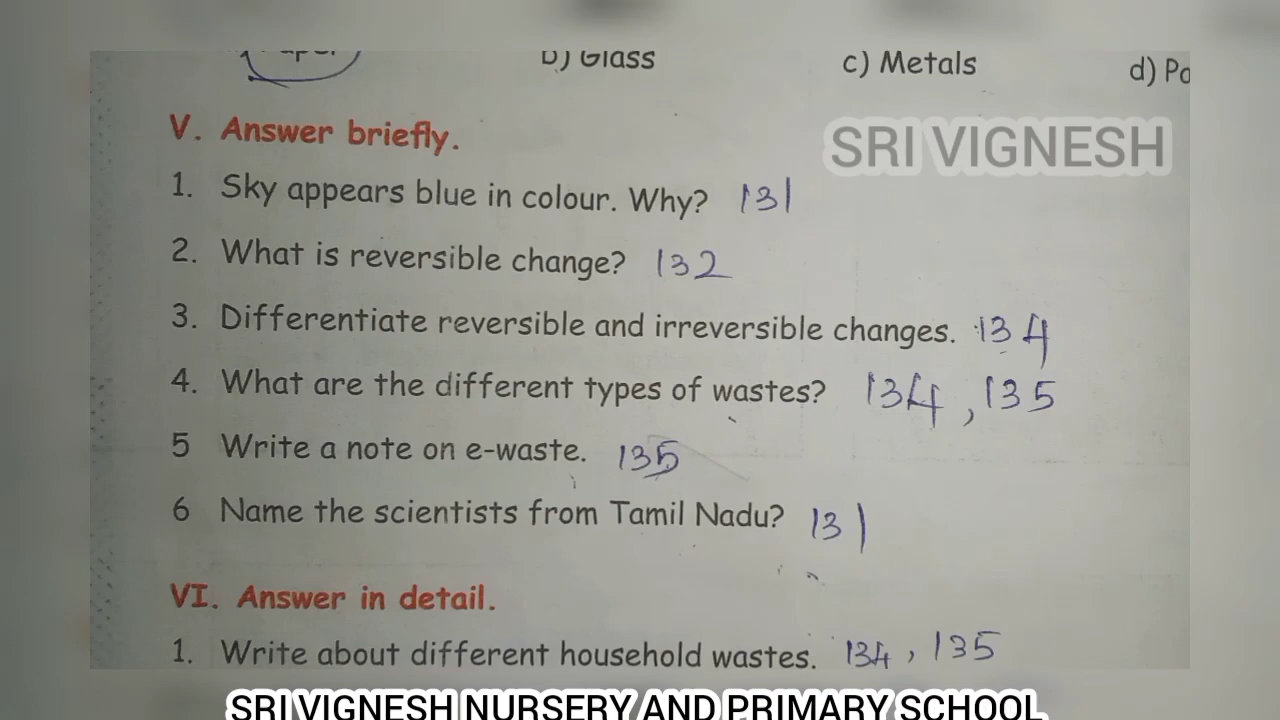 b) Glass
c) Metals
V. Answer briefly.
SRI VIGNESH
1. Sky appears blue in colour. Why? 131
2. What is reversible change? 132
3. Differentiate reversible and irreversible changes. 134
4. What are the different types of wastes? 134, 135
5 Write a note on e-waste. 135
6 Name the scientists from Tamil Nadu? 131
VI. Answer in detail.
1. Write about different household wastes. 134, 135
SRI VIGNESH NURSERY AND PRIMARY SCHOOL